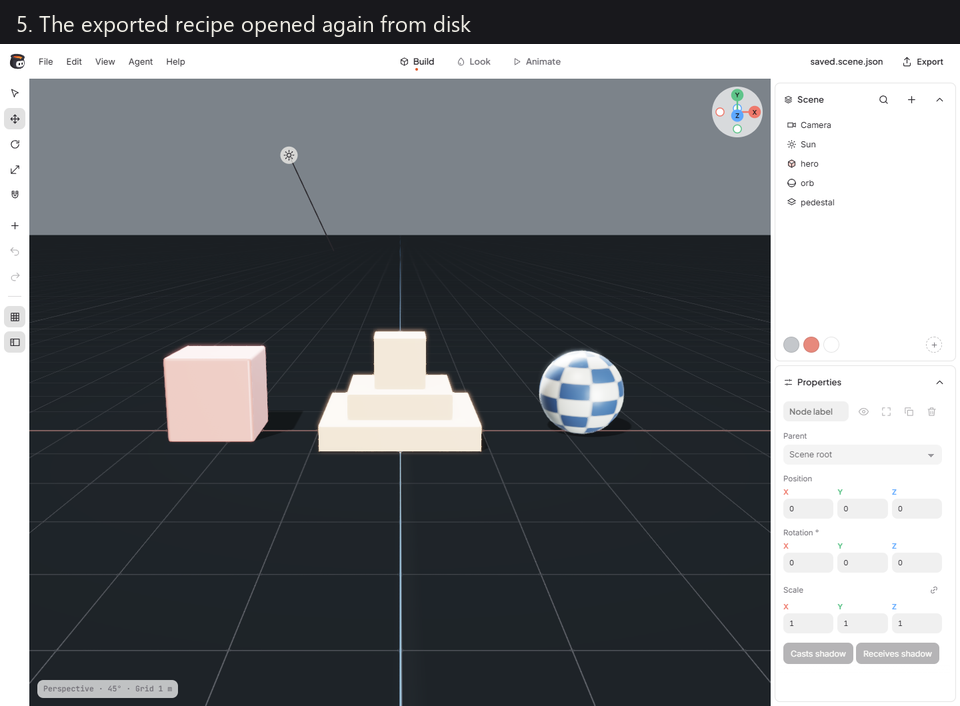 5. The exported recipe opened again from disk
File Edit View Agent Help Build Look Animate saved.scene.json Export
Scene
Y
X
Z
Camera
Sun
hero
orb
pedestal
Properties
Node label
Parent
Scene root
Position
X Y Z
0 0 0
Rotation °
X Y Z
0 0 0
Scale
X Y Z
1 1 1
Casts shadow Receives shadow
Perspective · 45° · Grid 1 m